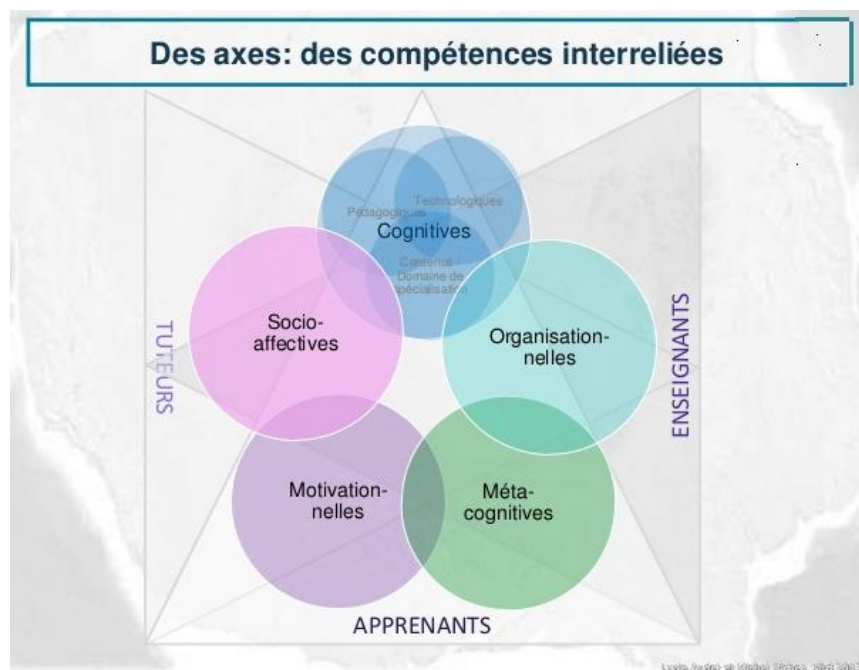 Des axes: des compétences interreliées
Technologiques
Pédagogiques
Cognitives
Domaine de
spécialisation
Socio-
affectives
Organisation-
nelles
TUTEURS
ENSEIGNANTS
Motivation-
nelles
Méta-
cognitives
APPRENANTS